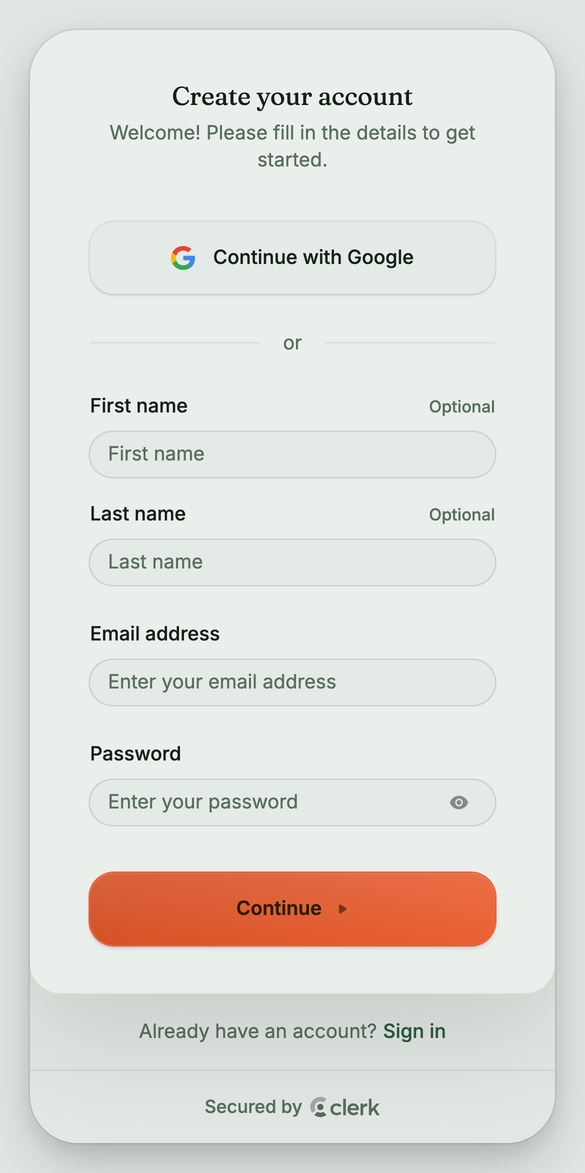 Create your account
Welcome! Please fill in the details to get
started.
Continue with Google
or
First name Optional
First name
Last name Optional
Last name
Email address
Enter your email address
Password
Enter your password
Continue
Already have an account? Sign in
Secured by clerk